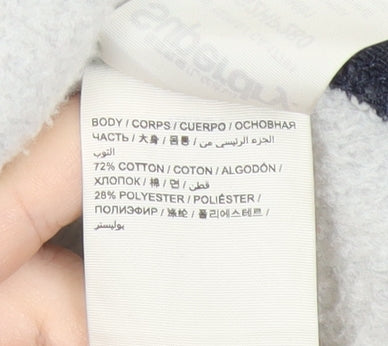 BODY / CORPS / CUERPO / ОСНОВНАЯ
ЧАСТЬ / 大身 / 몸통 / الجزء الرئيسي من
الثوب
72% COTTON / COTON / ALGODÓN /
ХЛОПОК / 棉 / 면 / قطن /
28% POLYESTER / POLIÉSTER /
ПОЛИЭФИР / 涤纶 / 폴리에스테르 /
بوليستر